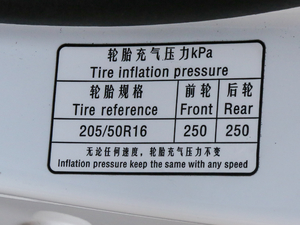 轮胎充气压力kPa
Tire inflation pressure
轮胎规格 前轮 后轮
Tire reference Front Rear
205/50R16 250 250
无论任何速度，轮胎充气压力不变
Inflation pressure keep the same with any speed